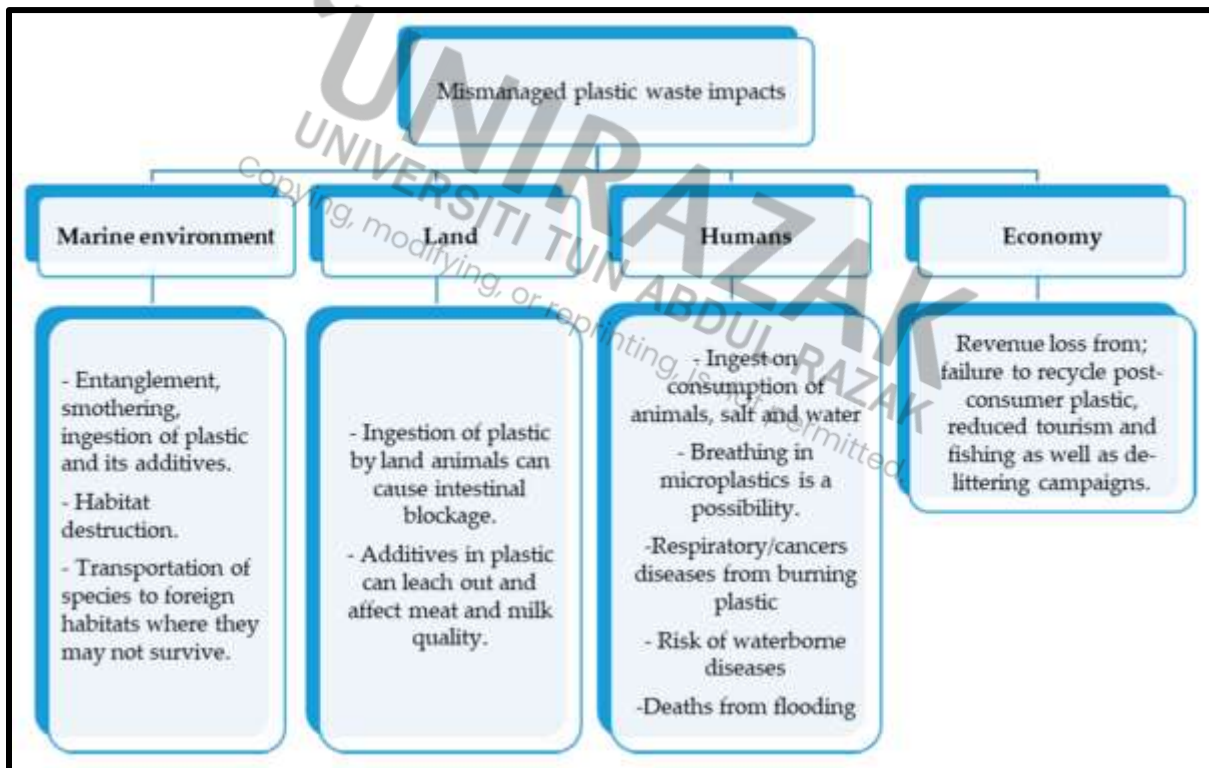 Mismanaged plastic waste impacts
Marine environment
- Entanglement,
smothering,
ingestion of plastic
and its additives.
- Habitat
destruction.
- Transportation of
species to foreign
habitats where they
may not survive.
Land
- Ingestion of plastic
by land animals can
cause intestinal
blockage.
- Additives in plastic
can leach out and
affect meat and milk
quality.
Humans
- Ingest on
consumption of
animals, salt and water
- Breathing in
microplastics is a
possibility.
-Respiratory/cancers
diseases from burning
plastic
- Risk of waterborne
diseases
-Deaths from flooding
Economy
Revenue loss from;
failure to recycle post-
consumer plastic,
reduced tourism and
fishing as well as de-
littering campaigns.
UNIRAZAK
UNIVERSITI TUN ABDUL RAZAK
Copying, modifying, or reprinting, is not permitted.